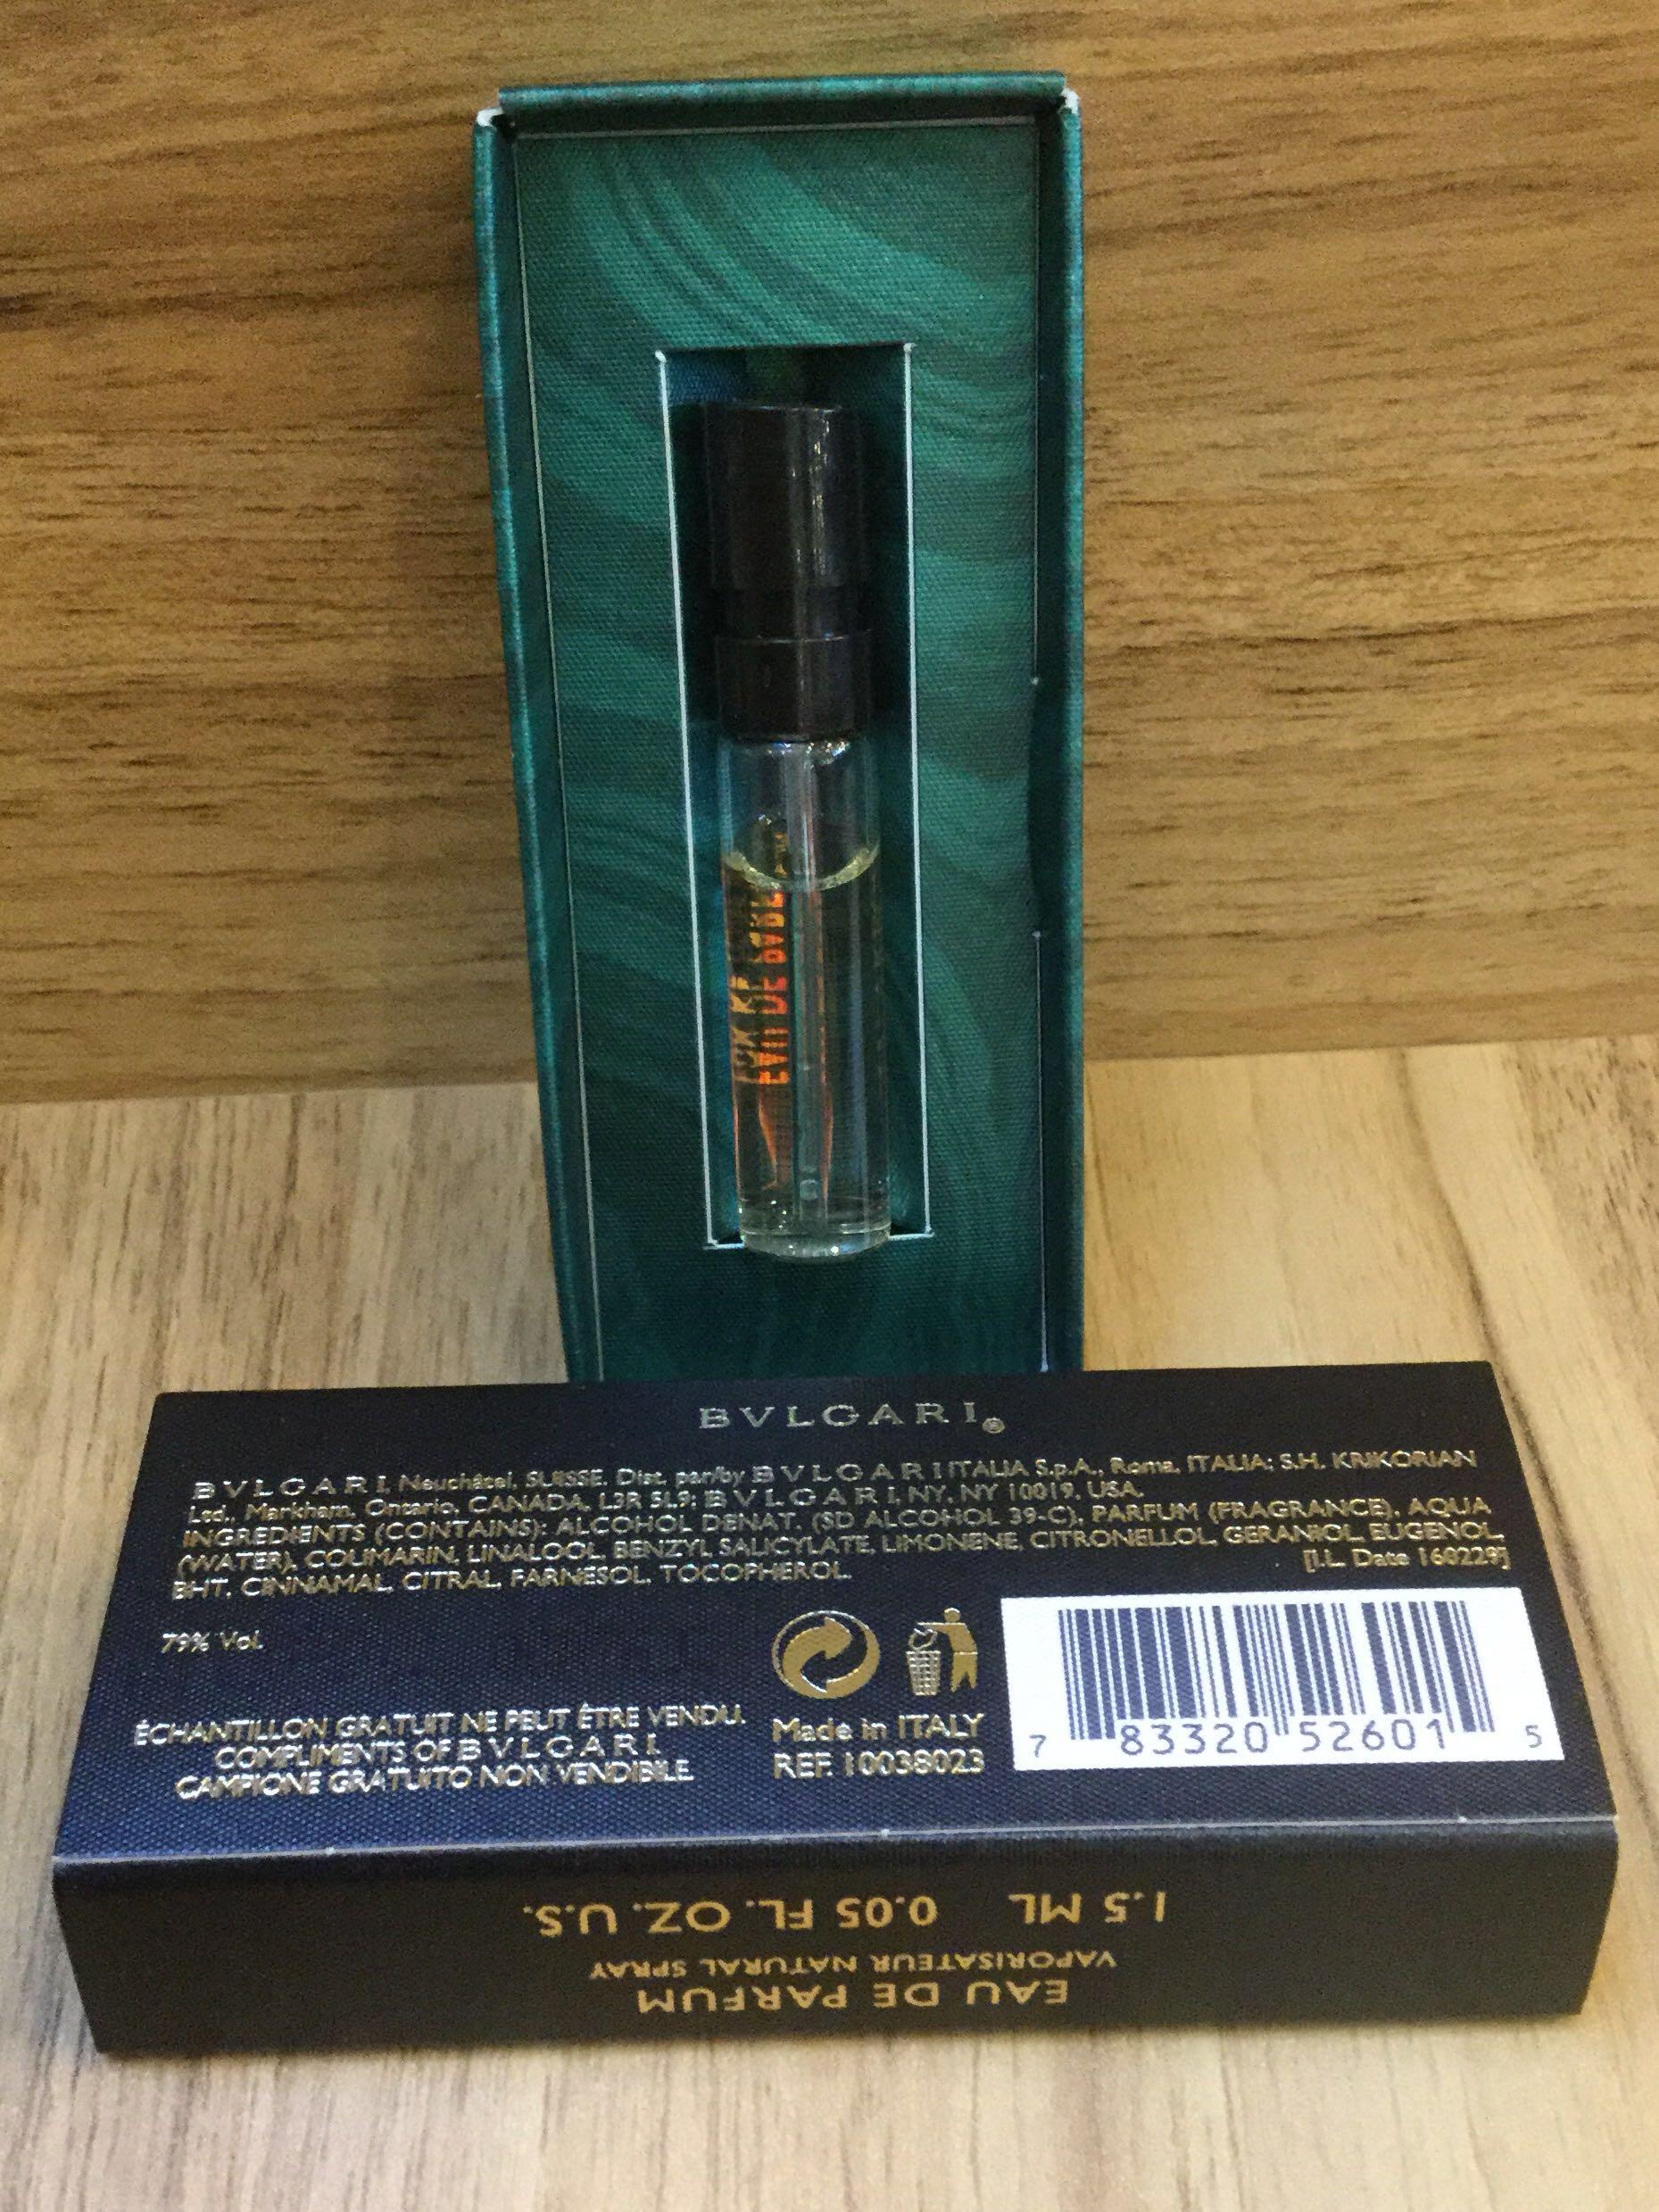 EAU DE PARF
BVLGARI®
BVLGARI, Neuchâtel, SUISSE. Dist. par/by BVLGARI ITALIA S.p.A., Roma, ITALIA; S.H. KRIKORIAN
Ltd., Markham, Ontario, CANADA, L3R 5L9; BVLGARI, NY, NY 10019, USA.
INGREDIENTS (CONTAINS): ALCOHOL DENAT. (SD ALCOHOL 39-C), PARFUM (FRAGRANCE), AQUA
(WATER), COUMARIN, LINALOOL, BENZYL SALICYLATE, LIMONENE, CITRONELLOL, GERANIOL, EUGENOL,
BHT, CINNAMAL, CITRAL, FARNESOL, TOCOPHEROL.
[I.L. Date 160229]
79% Vol.
ÉCHANTILLON GRATUIT NE PEUT ÊTRE VENDU.
COMPLIMENTS OF BVLGARI.
CAMPIONE GRATUITO NON VENDIBILE.
Made in ITALY
REF. 10038023
7 83320 52601 5
EAU DE PARFUM
VAPORISATEUR NATURAL SPRAY
1.5 ML 0.05 FL. OZ. U.S.